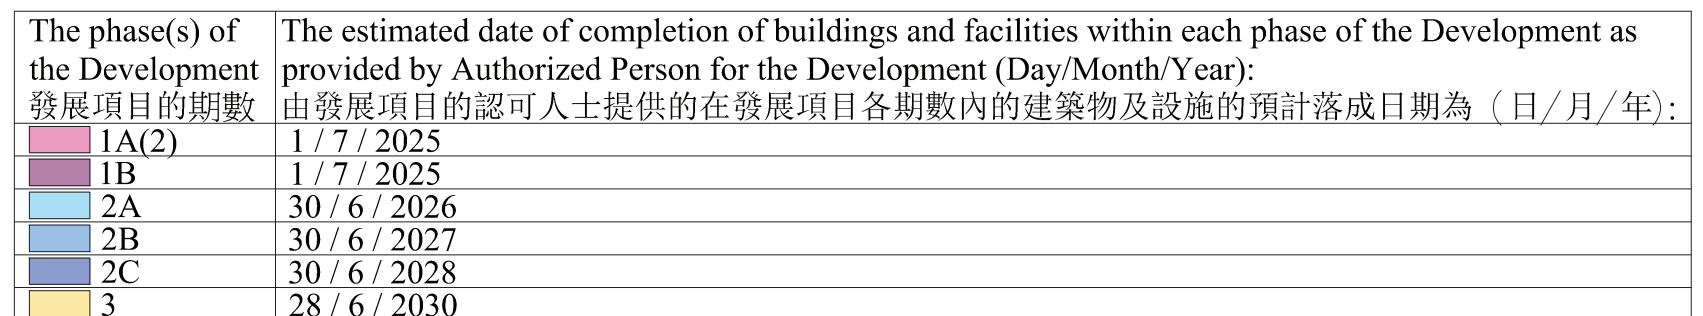 The phase(s) of
the Development
發展項目的期數
The estimated date of completion of buildings and facilities within each phase of the Development as
provided by Authorized Person for the Development (Day/Month/Year):
由發展項目的認可人士提供的在發展項目各期數內的建築物及設施的預計落成日期為（日/月/年）:
1A(2) 1 / 7 / 2025
1B 1 / 7 / 2025
2A 30 / 6 / 2026
2B 30 / 6 / 2027
2C 30 / 6 / 2028
3 28 / 6 / 2030